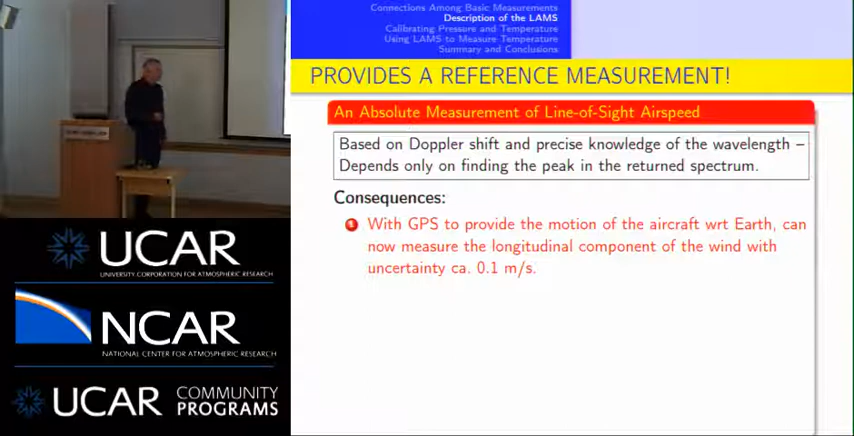 Connections Among Basic Measurements
Description of the LAMS
Calibrating Pressure and Temperature
Using LAMS to Measure Temperature
Summary and Conclusions
PROVIDES A REFERENCE MEASUREMENT!
An Absolute Measurement of Line-of-Sight Airspeed
Based on Doppler shift and precise knowledge of the wavelength –
Depends only on finding the peak in the returned spectrum.
Consequences:
1 With GPS to provide the motion of the aircraft wrt Earth, can
now measure the longitudinal component of the wind with
uncertainty ca. 0.1 m/s.
UCAR
UNIVERSITY CORPORATION FOR ATMOSPHERIC RESEARCH
NCAR
NATIONAL CENTER FOR ATMOSPHERIC RESEARCH
UCAR COMMUNITY
PROGRAMS